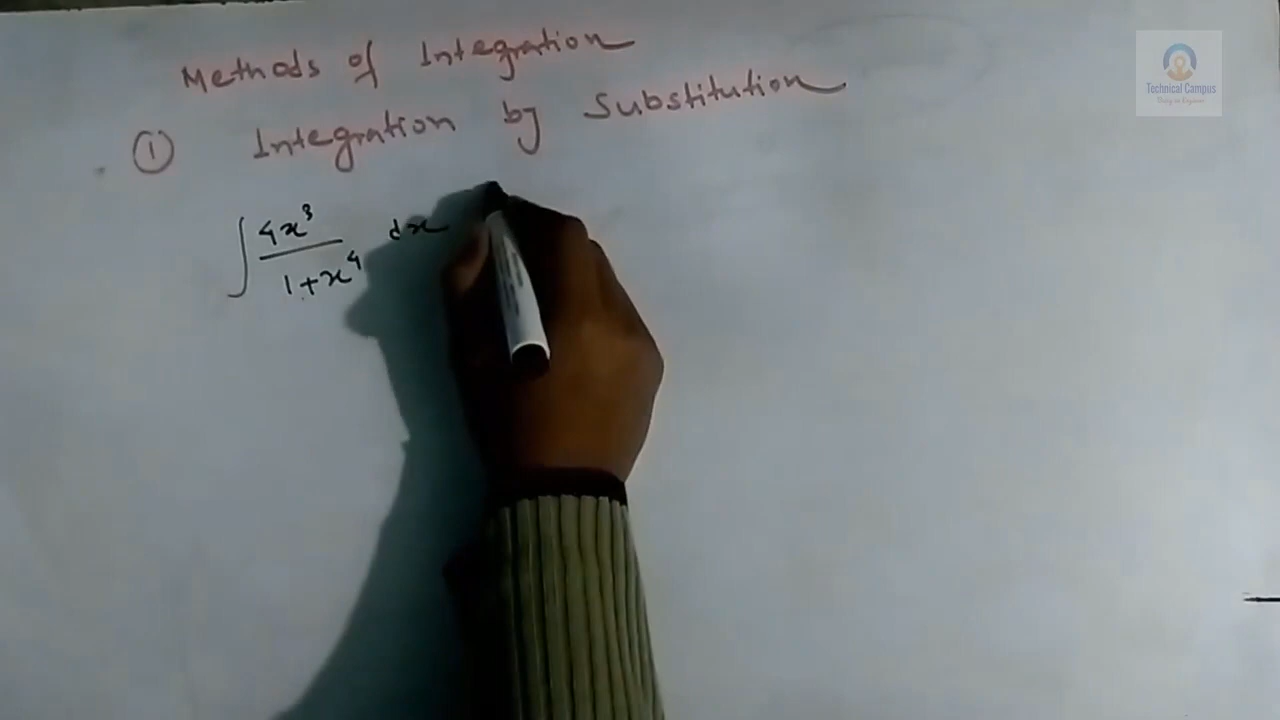 Methods of Integration
① Integration by Substitution
∫ 4x³ / 1+x⁴ dx
Technical Campus